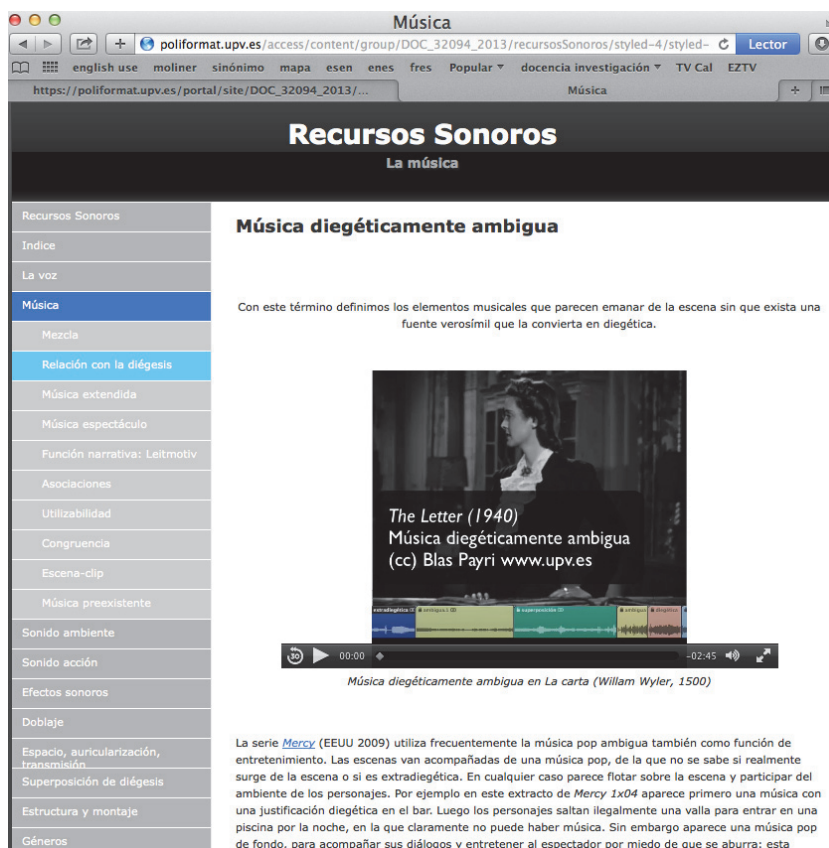 Música
poliformat.upv.es/access/content/group/DOC_32094_2013/recursosSonoros/styled-4/styled- Lector
english use moliner sinónimo mapa esen enes fres Popular docencia investigación TV Cal EZTV
https://poliformat.upv.es/portal/site/DOC_32094_2013/... Música
Recursos Sonoros
La música
Recursos Sonoros
Indice
La voz
Música
Mezcla
Relación con la diégesis
Música extendida
Música espectáculo
Función narrativa: Leitmotiv
Asociaciones
Utilizabilidad
Congruencia
Escena-clip
Música preexistente
Sonido ambiente
Sonido acción
Efectos sonoros
Doblaje
Espacio, auricularización,
transmisión
Superposición de diégesis
Estructura y montaje
Géneros
Música diegéticamente ambigua
Con este término definimos los elementos musicales que parecen emanar de la escena sin que exista una
fuente verosímil que la convierta en diegética.
The Letter (1940)
Música diegéticamente ambigua
(cc) Blas Payri www.upv.es
extradiegética ambigua superposición ambigua diegética
30 00:00 -02:45
Música diegéticamente ambigua en La carta (Willam Wyler, 1500)
La serie Mercy (EEUU 2009) utiliza frecuentemente la música pop ambigua también como función de
entretenimiento. Las escenas van acompañadas de una música pop, de la que no se sabe si realmente
surge de la escena o si es extradiegética. En cualquier caso parece flotar sobre la escena y participar del
ambiente de los personajes. Por ejemplo en este extracto de Mercy 1x04 aparece primero una música con
una justificación diegética en el bar. Luego los personajes saltan ilegalmente una valla para entrar en una
piscina por la noche, en la que claramente no puede haber música. Sin embargo aparece una música pop
de fondo, para acompañar sus diálogos y entretener al espectador por miedo de que se aburra: esta